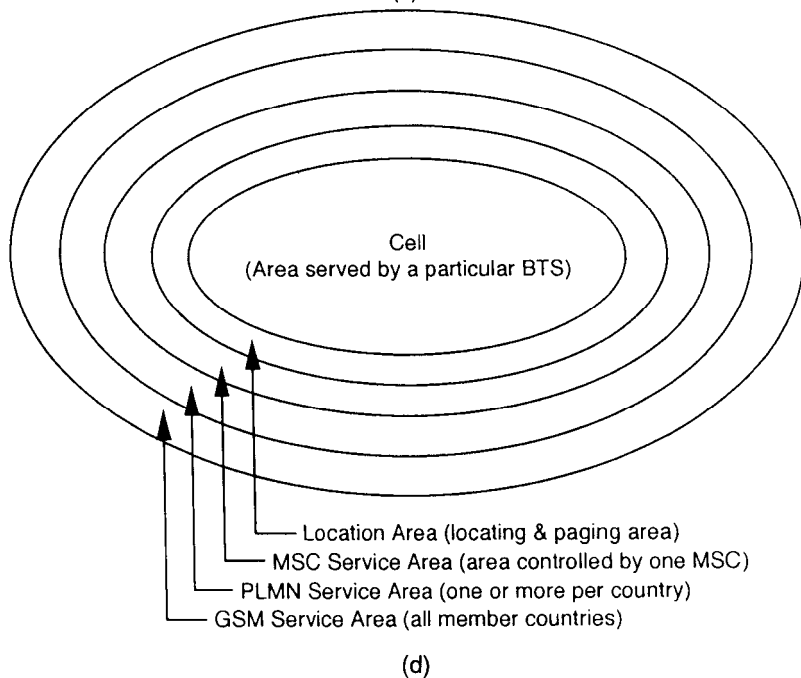 Cell
(Area served by a particular BTS)
Location Area (locating & paging area)
MSC Service Area (area controlled by one MSC)
PLMN Service Area (one or more per country)
GSM Service Area (all member countries)
(d)